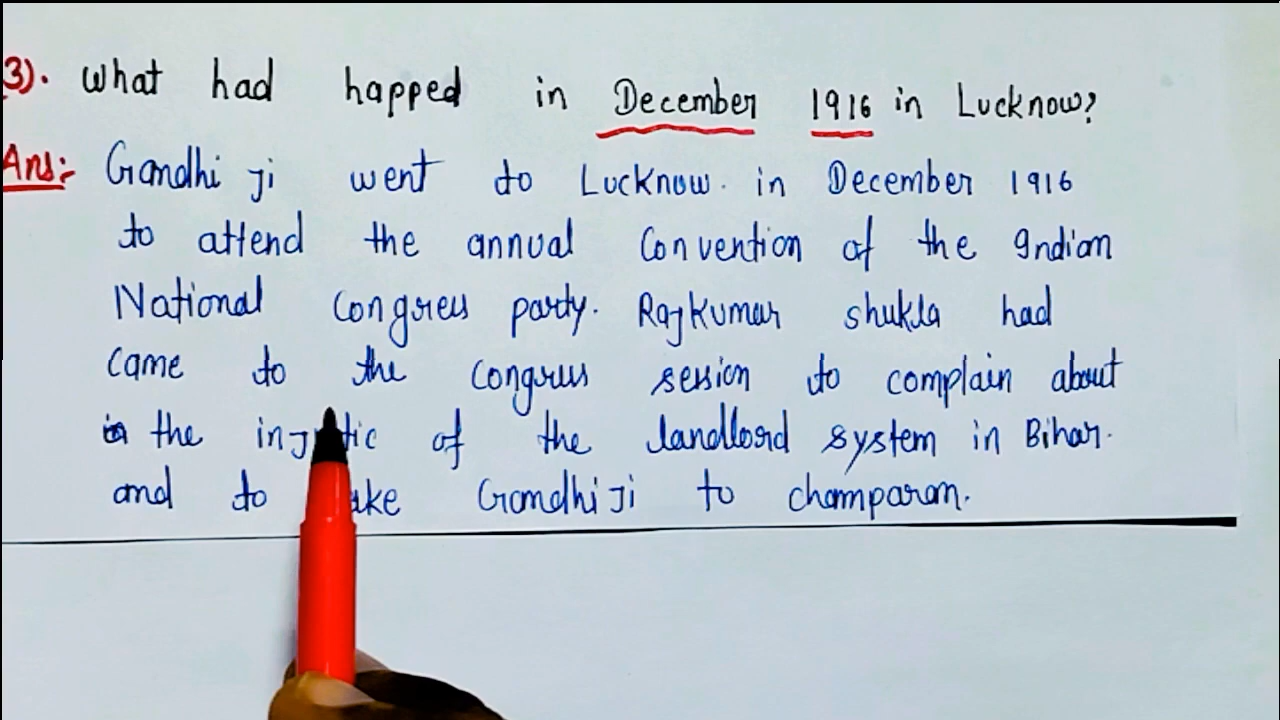 3). What had happed in December 1916 in Lucknow?
Ans:- Gandhi ji went to Lucknow. in December 1916
to attend the annual Convention of the Indian
National Congress party. Rajkumar shukla had
came to the congress session to complain about
the of the landlord system in Bihar.
and to Gandhi Ji to champaran.